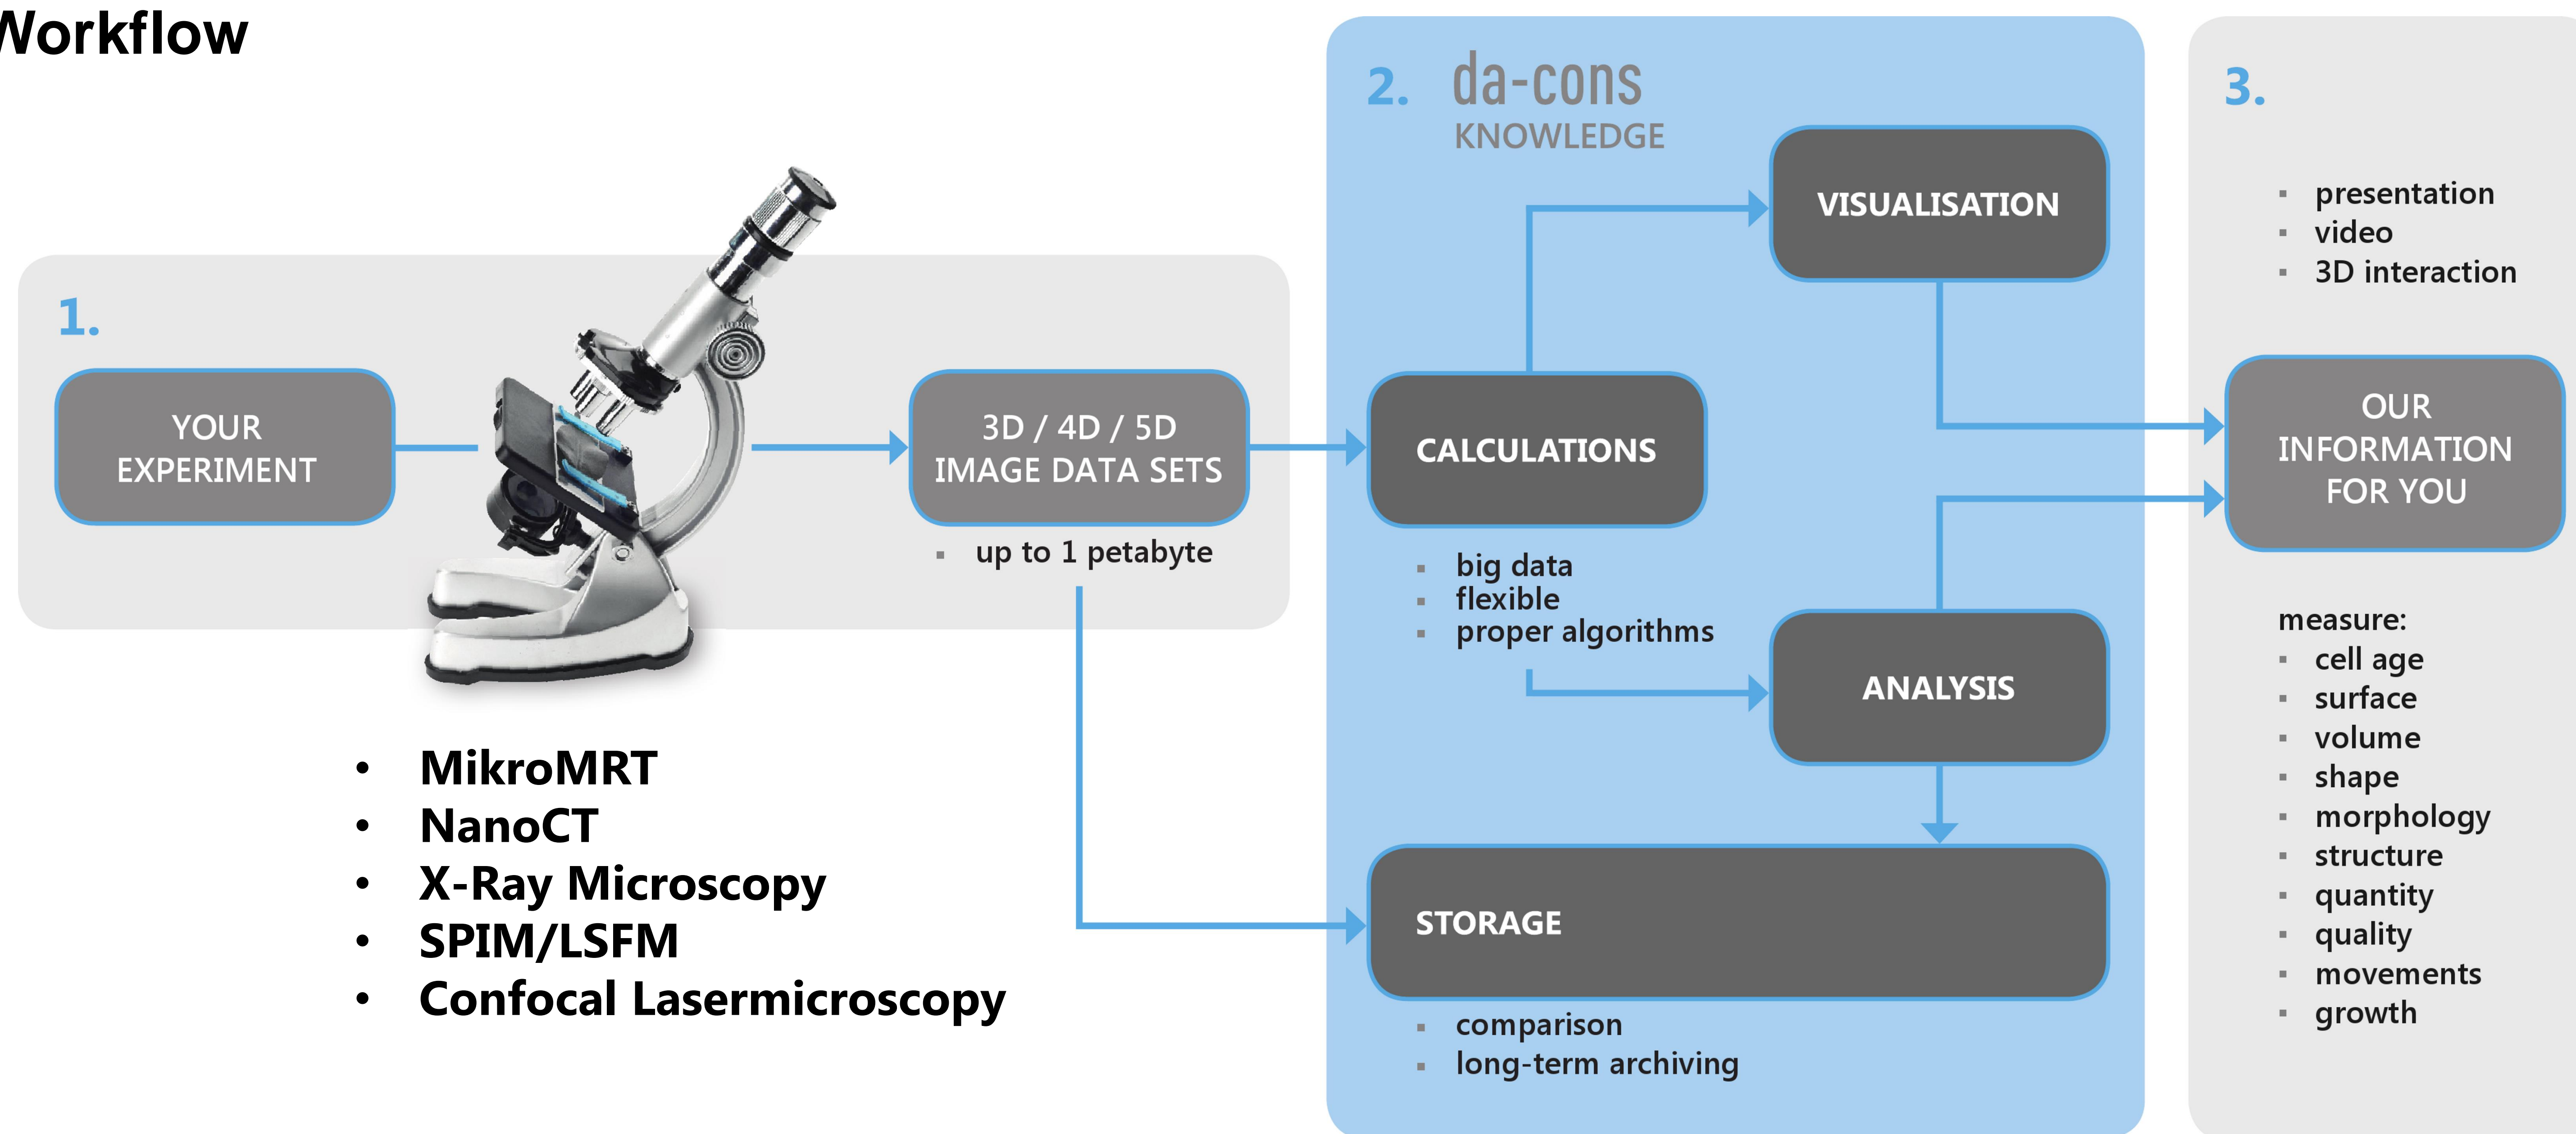 Workflow
1.
YOUR
EXPERIMENT
3D / 4D / 5D
IMAGE DATA SETS
▪ up to 1 petabyte
• MikroMRT
• NanoCT
• X-Ray Microscopy
• SPIM/LSFM
• Confocal Lasermicroscopy
2. da-cons
KNOWLEDGE
VISUALISATION
CALCULATIONS
▪ big data
▪ flexible
▪ proper algorithms
ANALYSIS
STORAGE
▪ comparison
▪ long-term archiving
3.
▪ presentation
▪ video
▪ 3D interaction
OUR
INFORMATION
FOR YOU
measure:
▪ cell age
▪ surface
▪ volume
▪ shape
▪ morphology
▪ structure
▪ quantity
▪ quality
▪ movements
▪ growth